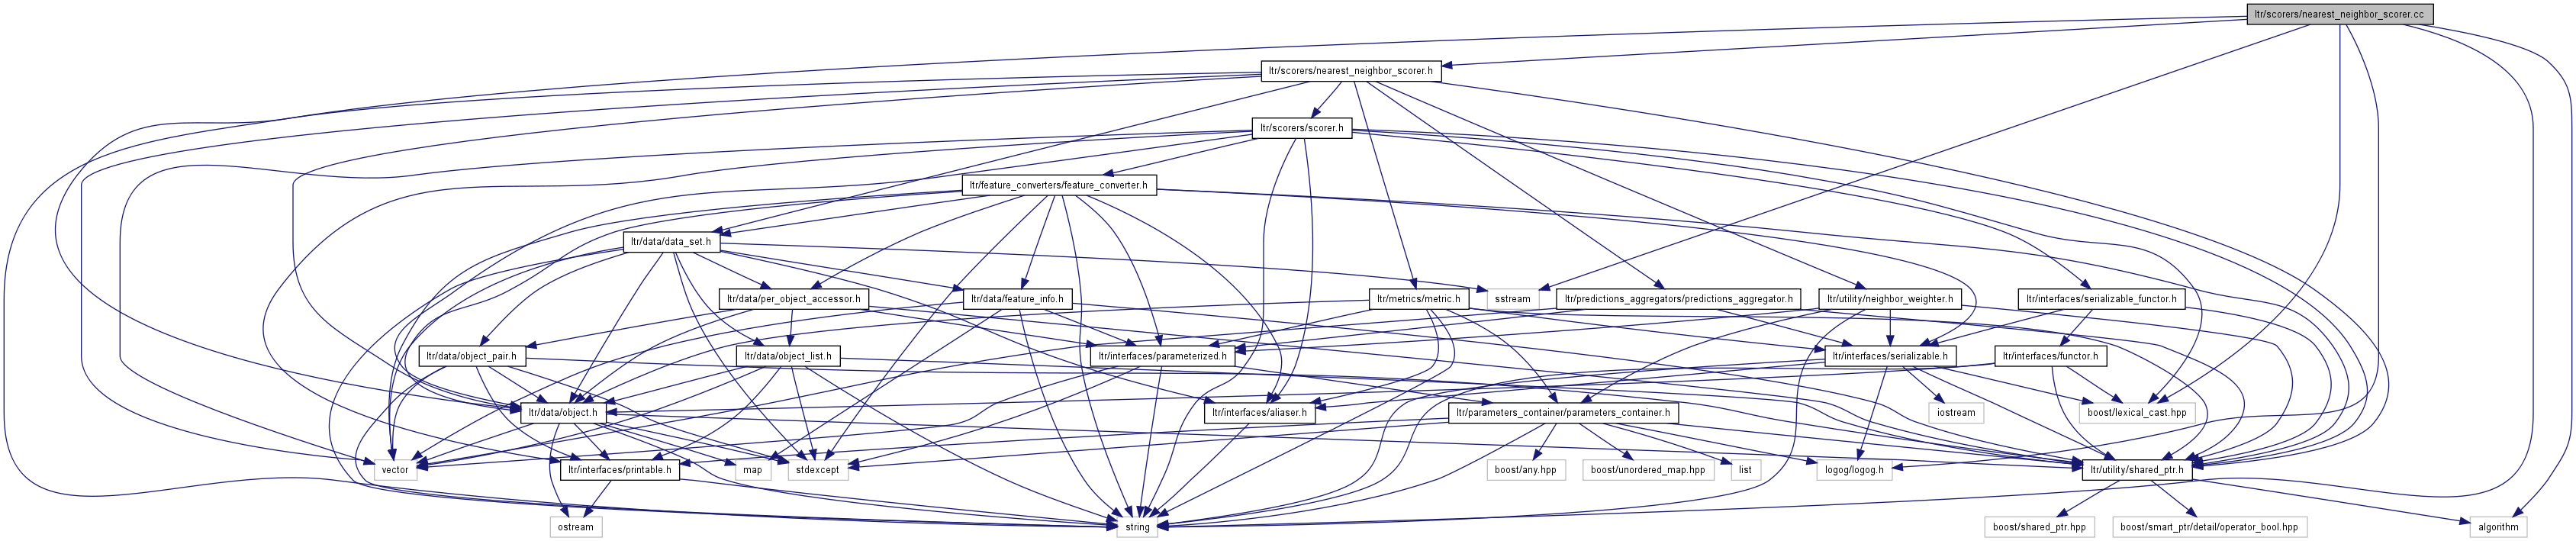 ltr/scorers/nearest_neighbor_scorer.cc
ltr/scorers/nearest_neighbor_scorer.h
ltr/scorers/scorer.h
ltr/feature_converters/feature_converter.h
ltr/data/data_set.h
ltr/data/per_object_accessor.h
ltr/data/feature_info.h
ltr/metrics/metric.h
sstream
ltr/predictions_aggregators/predictions_aggregator.h
ltr/utility/neighbor_weighter.h
ltr/interfaces/serializable_functor.h
ltr/data/object_pair.h
ltr/data/object_list.h
ltr/interfaces/parameterized.h
ltr/interfaces/serializable.h
ltr/interfaces/functor.h
ltr/data/object.h
ltr/interfaces/aliaser.h
ltr/parameters_container/parameters_container.h
iostream
boost/lexical_cast.hpp
vector
ltr/interfaces/printable.h
map
stdexcept
boost/any.hpp
boost/unordered_map.hpp
list
logog/logog.h
ltr/utility/shared_ptr.h
ostream
string
boost/shared_ptr.hpp
boost/smart_ptr/detail/operator_bool.hpp
algorithm